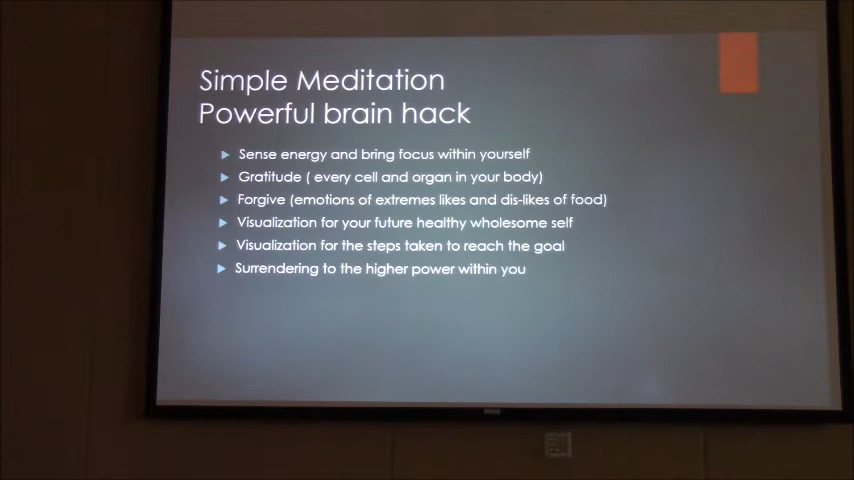 Simple Meditation
Powerful brain hack
Sense energy and bring focus within yourself
Gratitude ( every cell and organ in your body)
Forgive (emotions of extremes likes and dis-likes of food)
Visualization for your future healthy wholesome self
Visualization for the steps taken to reach the goal
Surrendering to the higher power within you